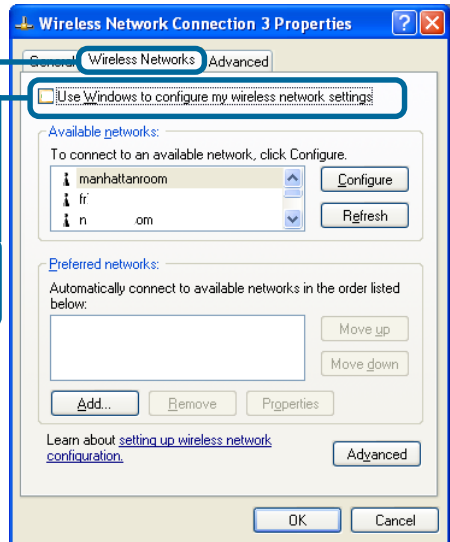 Wireless Network Connection 3 Properties
General Wireless Networks Advanced
Use Windows to configure my wireless network settings
Available networks:
To connect to an available network, click Configure.
manhattanroom
Configure
Refresh
Preferred networks:
Automatically connect to available networks in the order listed
below:
Move up
Move down
Add... Remove Properties
Learn about setting up wireless network
configuration.
Advanced
OK Cancel